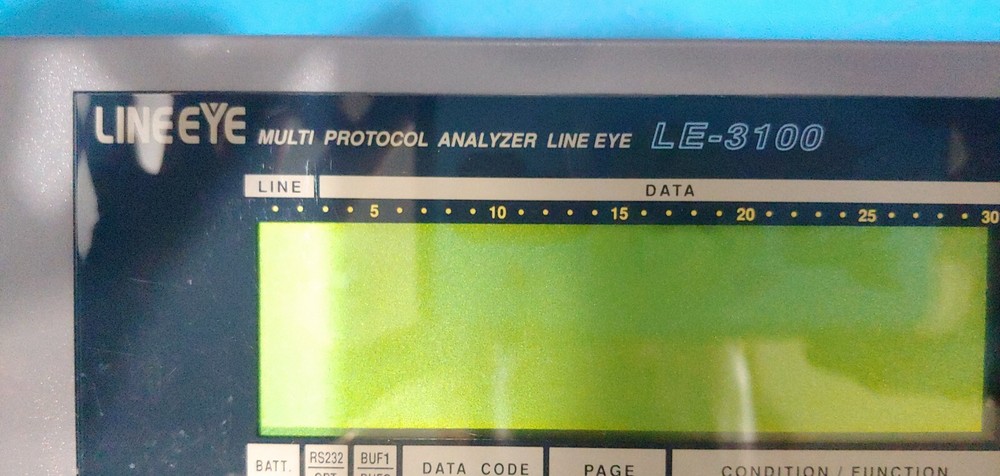 LINEEYE MULTI PROTOCOL ANALYZER LINE EYE LE-3100
LINE DATA
5 10 15 20 25 30
BATT. RS232 BUF1 DATA CODE PAGE CONDITION / FUNCTION